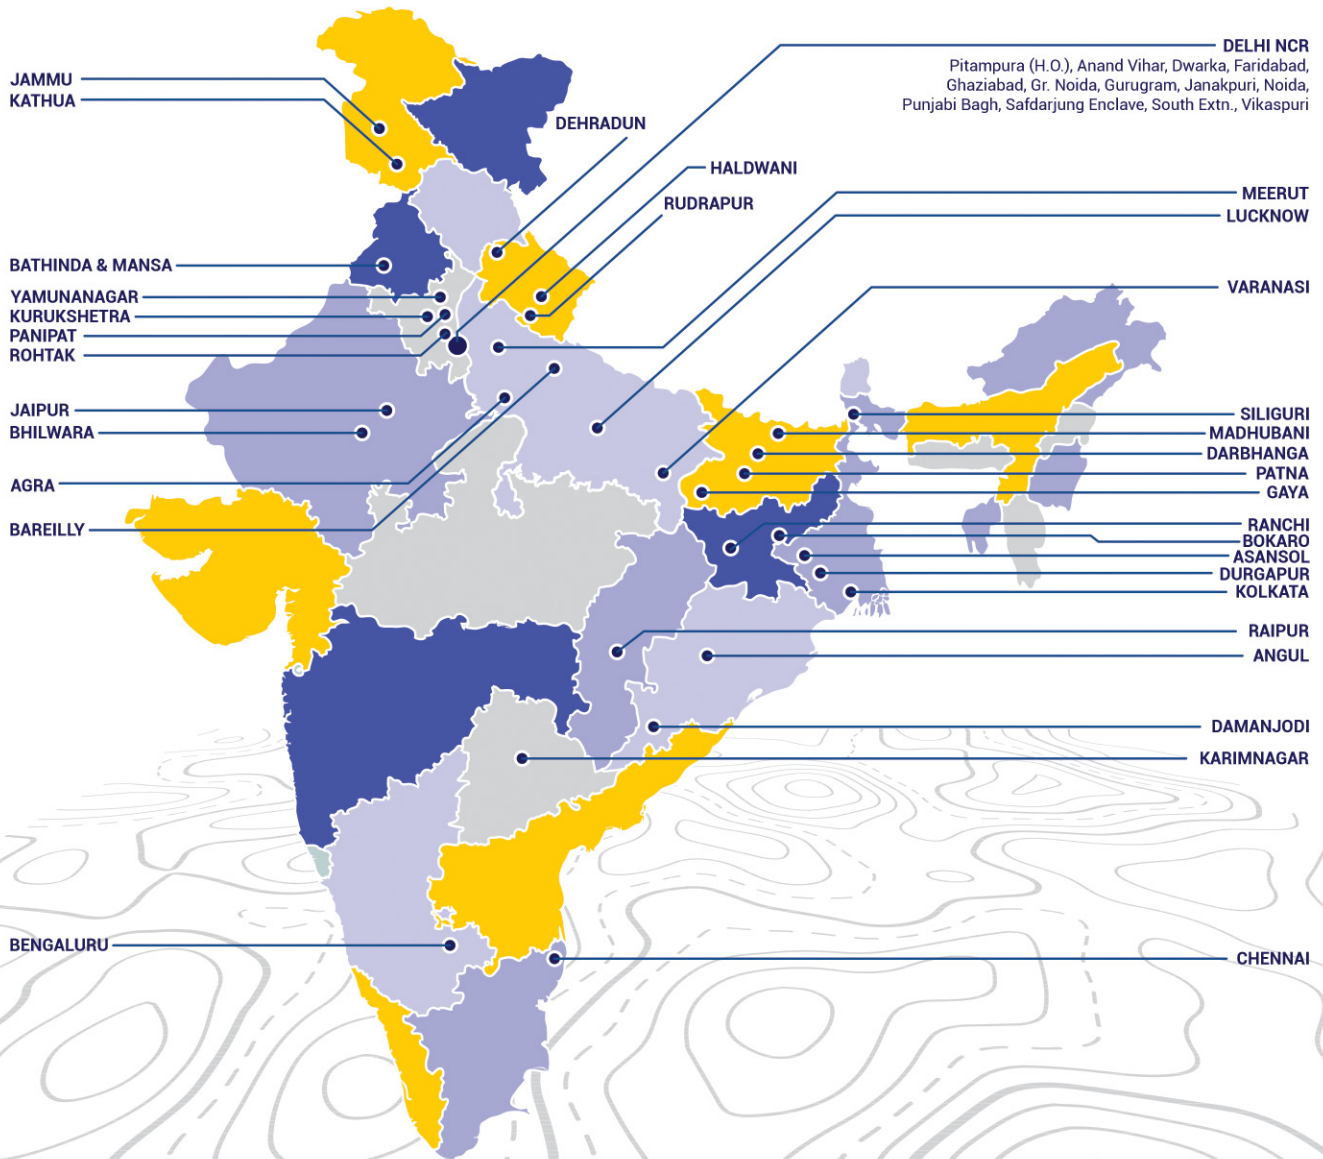 JAMMU
KATHUA
DEHRADUN
HALDWANI
RUDRAPUR
DELHI NCR
Pitampura (H.O.), Anand Vihar, Dwarka, Faridabad,
Ghaziabad, Gr. Noida, Gurugram, Janakpuri, Noida,
Punjabi Bagh, Safdarjung Enclave, South Extn., Vikaspuri
MEERUT
LUCKNOW
VARANASI
BATHINDA & MANSA
YAMUNANAGAR
KURUKSHETRA
PANIPAT
ROHTAK
JAIPUR
BHILWARA
AGRA
BAREILLY
SILIGURI
MADHUBANI
DARBHANGA
PATNA
GAYA
RANCHI
BOKARO
ASANSOL
DURGAPUR
KOLKATA
RAIPUR
ANGUL
DAMANJODI
KARIMNAGAR
BENGALURU
CHENNAI